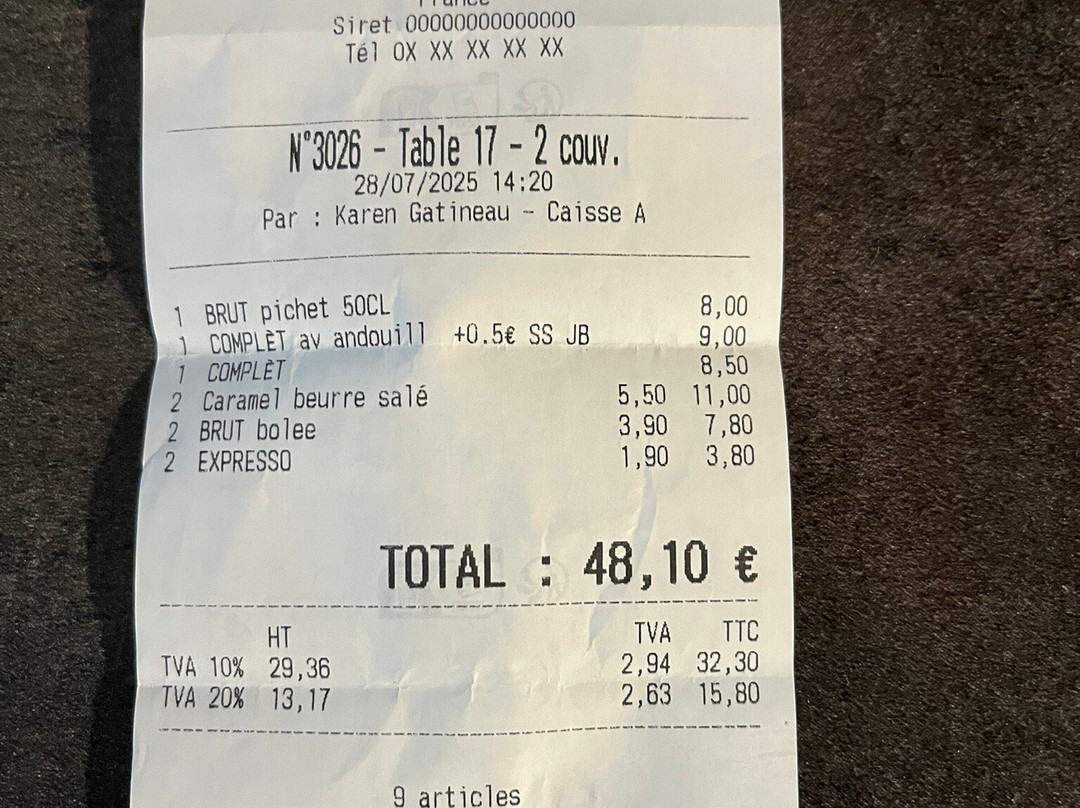 France
Siret 00000000000000
Tél 0X XX XX XX XX
N°3026 - Table 17 - 2 couv.
28/07/2025 14:20
Par : Karen Gatineau - Caisse A
1 BRUT pichet 50CL 8,00
1 COMPLÈT av andouill +0.5€ SS JB 9,00
1 COMPLÈT 8,50
2 Caramel beurre salé 5,50 11,00
2 BRUT bolee 3,90 7,80
2 EXPRESSO 1,90 3,80
TOTAL : 48,10 €
HT TVA TTC
TVA 10% 29,36 2,94 32,30
TVA 20% 13,17 2,63 15,80
9 articles